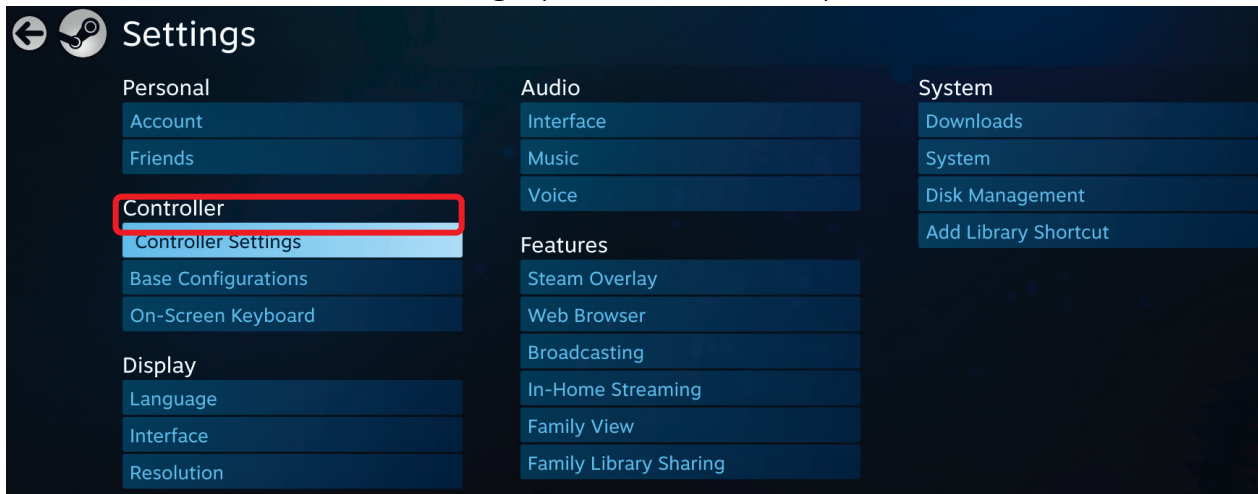 Settings
Personal
Account
Friends
Controller
Controller Settings
Base Configurations
On-Screen Keyboard
Display
Language
Interface
Resolution
Audio
Interface
Music
Voice
Features
Steam Overlay
Web Browser
Broadcasting
In-Home Streaming
Family View
Family Library Sharing
System
Downloads
System
Disk Management
Add Library Shortcut